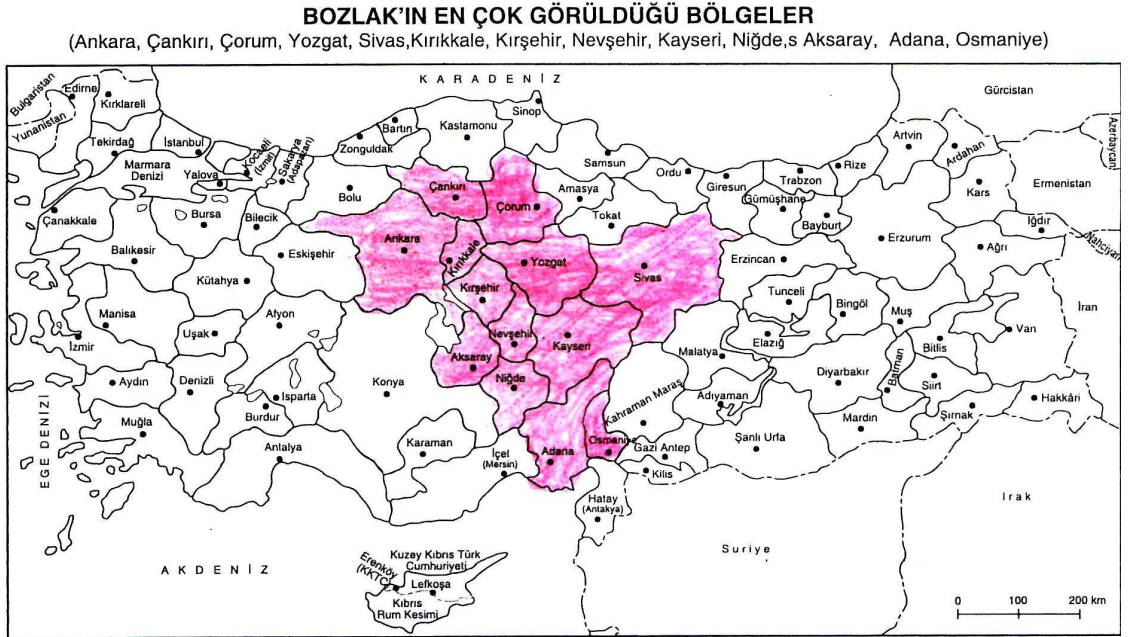 BOZLAK'IN EN ÇOK GÖRÜLDÜĞÜ BÖLGELER
(Ankara, Çankırı, Çorum, Yozgat, Sivas,Kırıkkale, Kırşehir, Nevşehir, Kayseri, Niğde,s Aksaray, Adana, Osmaniye)
KARADENİZ
Bulgaristan
Yunanistan
Edirne
Kırklareli
Tekirdağ
İstanbul
Marmara
Denizi
Yalova
Kocaeli
(İzmit)
Sakarya
(Adapazarı)
Zonguldak
Bartın
Kastamonu
Sinop
Samsun
Ordu
Giresun
Trabzon
Rize
Artvin
Ardahan
Gürcistan
Azerbaycan
Ermenistan
Kars
Iğdır
Nahcivan
Çanakkale
Bursa
Bilecik
Bolu
Çankırı
Çorum
Amasya
Tokat
Gümüşhane
Bayburt
Erzurum
Ağrı
Balıkesir
Kütahya
Eskişehir
Ankara
Kırıkkale
Yozgat
Sivas
Erzincan
Tunceli
Bingöl
Muş
İran
Manisa
İzmir
Uşak
Afyon
Kırşehir
Nevşehir
Kayseri
Malatya
Elazığ
Bitlis
Van
Aydın
Denizli
Isparta
Burdur
Konya
Aksaray
Niğde
Kahraman Maraş
Adıyaman
Diyarbakır
Batman
Siirt
Şırnak
Hakkâri
EGE DENİZİ
Muğla
Antalya
Karaman
İçel
(Mersin)
Adana
Osmaniye
Gazi Antep
Kilis
Şanlı Urfa
Mardin
Hatay
(Antakya)
Suriye
Irak
AKDENİZ
Kuzey Kıbrıs Türk
Cumhuriyeti
Erenköy
(KKTC)
Lefkoşa
Kıbrıs
Rum Kesimi
0 100 200 km